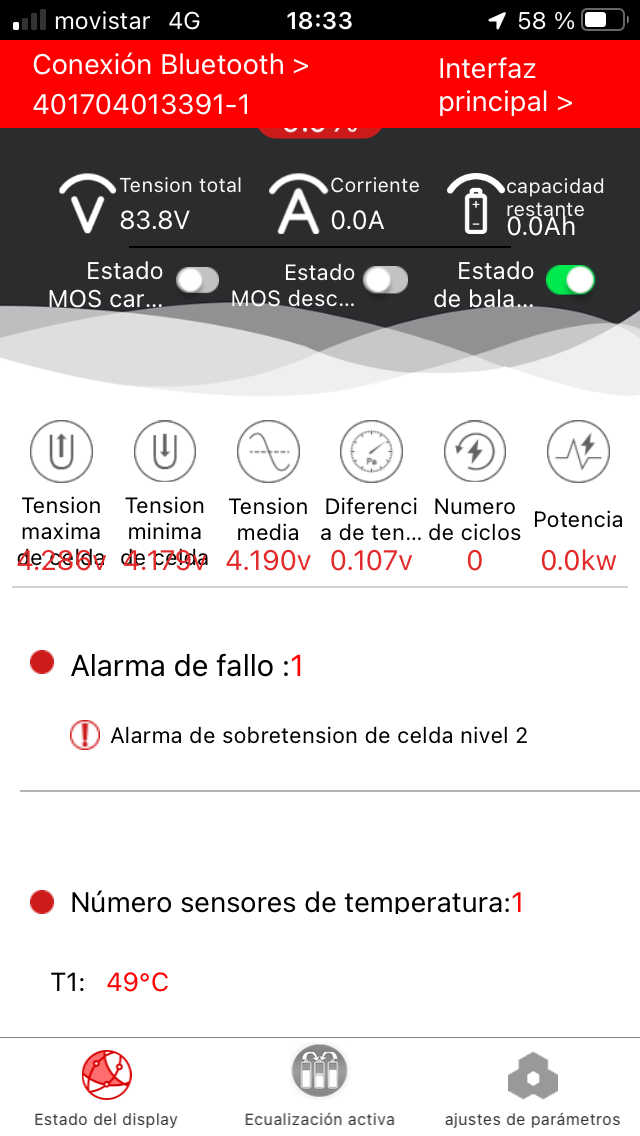 movistar 4G 18:33 58 %
Conexión Bluetooth > Interfaz
401704013391-1 principal >
Tension total Corriente capacidad
restante
83.8V 0.0A 0.0Ah
Estado Estado Estado
MOS car... MOS desc... de bala...
Tension Tension Tension Diferenci Numero Potencia
maxima minima media a de ten... de ciclos
de celda de celda
4.286v 4.179v 4.190v 0.107v 0 0.0kw
Alarma de fallo :1
Alarma de sobretension de celda nivel 2
Número sensores de temperatura:1
T1: 49°C
Estado del display Ecualización activa ajustes de parámetros